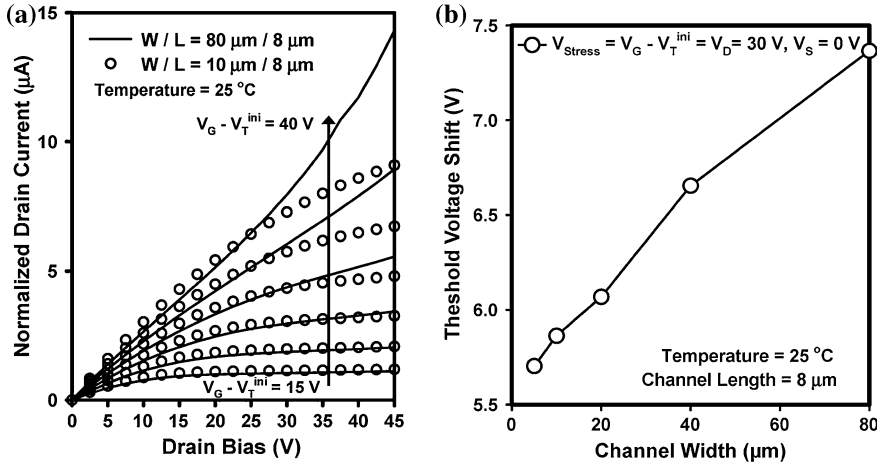 (a)
Normalized Drain Current (μA)
15
10
5
0
W / L = 80 μm / 8 μm
W / L = 10 μm / 8 μm
Temperature = 25 °C
V_G - V_T^ini = 40 V
V_G - V_T^ini = 15 V
0 5 10 15 20 25 30 35 40 45
Drain Bias (V)
(b)
Theshold Voltage Shift (V)
7.5
7.0
6.5
6.0
5.5
V_Stress = V_G - V_T^ini = V_D= 30 V, V_S = 0 V
Temperature = 25 °C
Channel Length = 8 μm
0 20 40 60 80
Channel Width (μm)